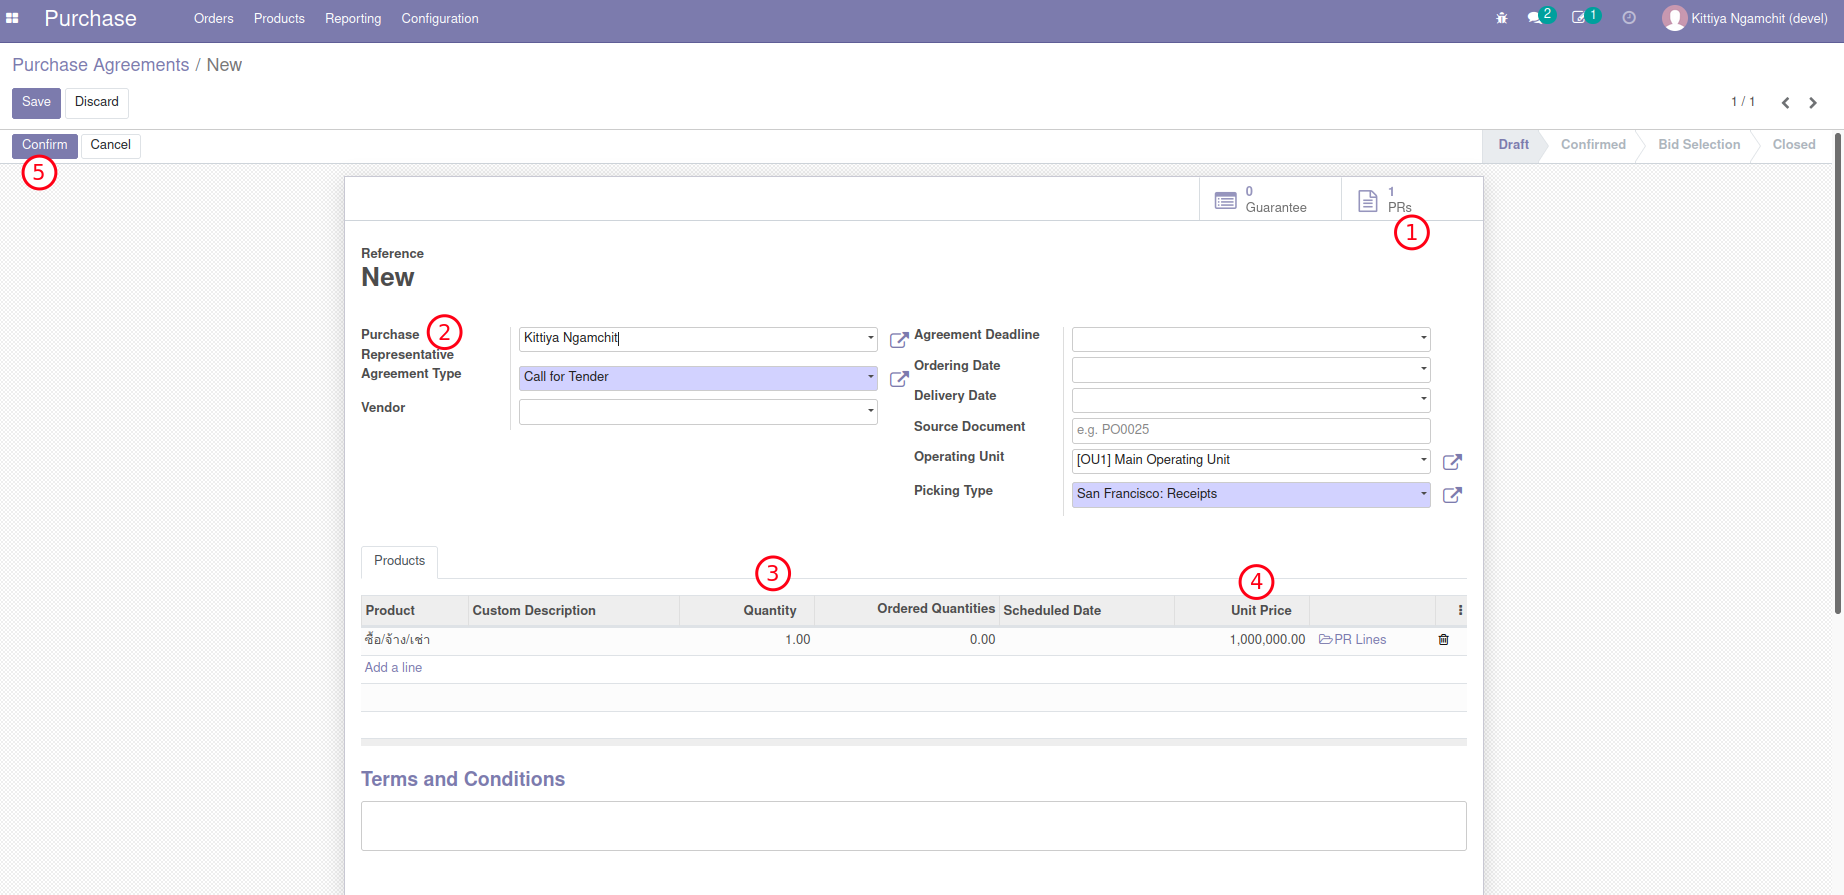 Purchase Orders Products Reporting Configuration 2 1 Kittiya Ngamchit (devel)
Purchase Agreements / New
Save Discard 1 / 1
Confirm Cancel Draft Confirmed Bid Selection Closed
5
0 Guarantee 1 PRs
1
Reference
New
Purchase Representative 2 Kittiya Ngamchit Agreement Deadline
Ordering Date
Agreement Type Call for Tender Delivery Date
Vendor Source Document e.g. PO0025
Operating Unit [OU1] Main Operating Unit
Picking Type San Francisco: Receipts
Products 3 4
Product Custom Description Quantity Ordered Quantities Scheduled Date Unit Price
ซื้อ/จ้าง/เช่า 1.00 0.00 1,000,000.00 PR Lines
Add a line
Terms and Conditions